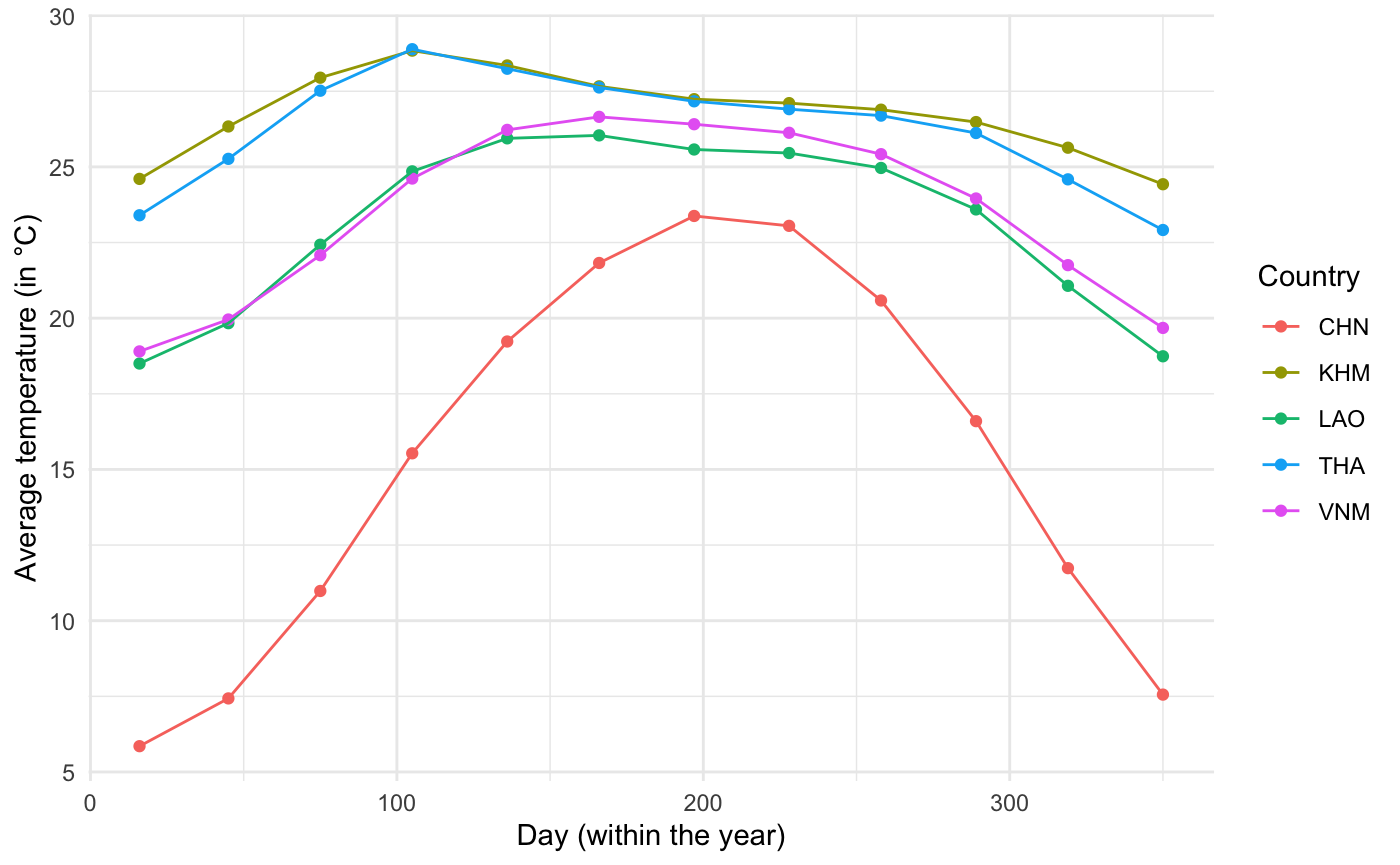 30
25
20
15
10
5
0
100
200
300
Average temperature (in °C)
Day (within the year)
Country
CHN
KHM
LAO
THA
VNM